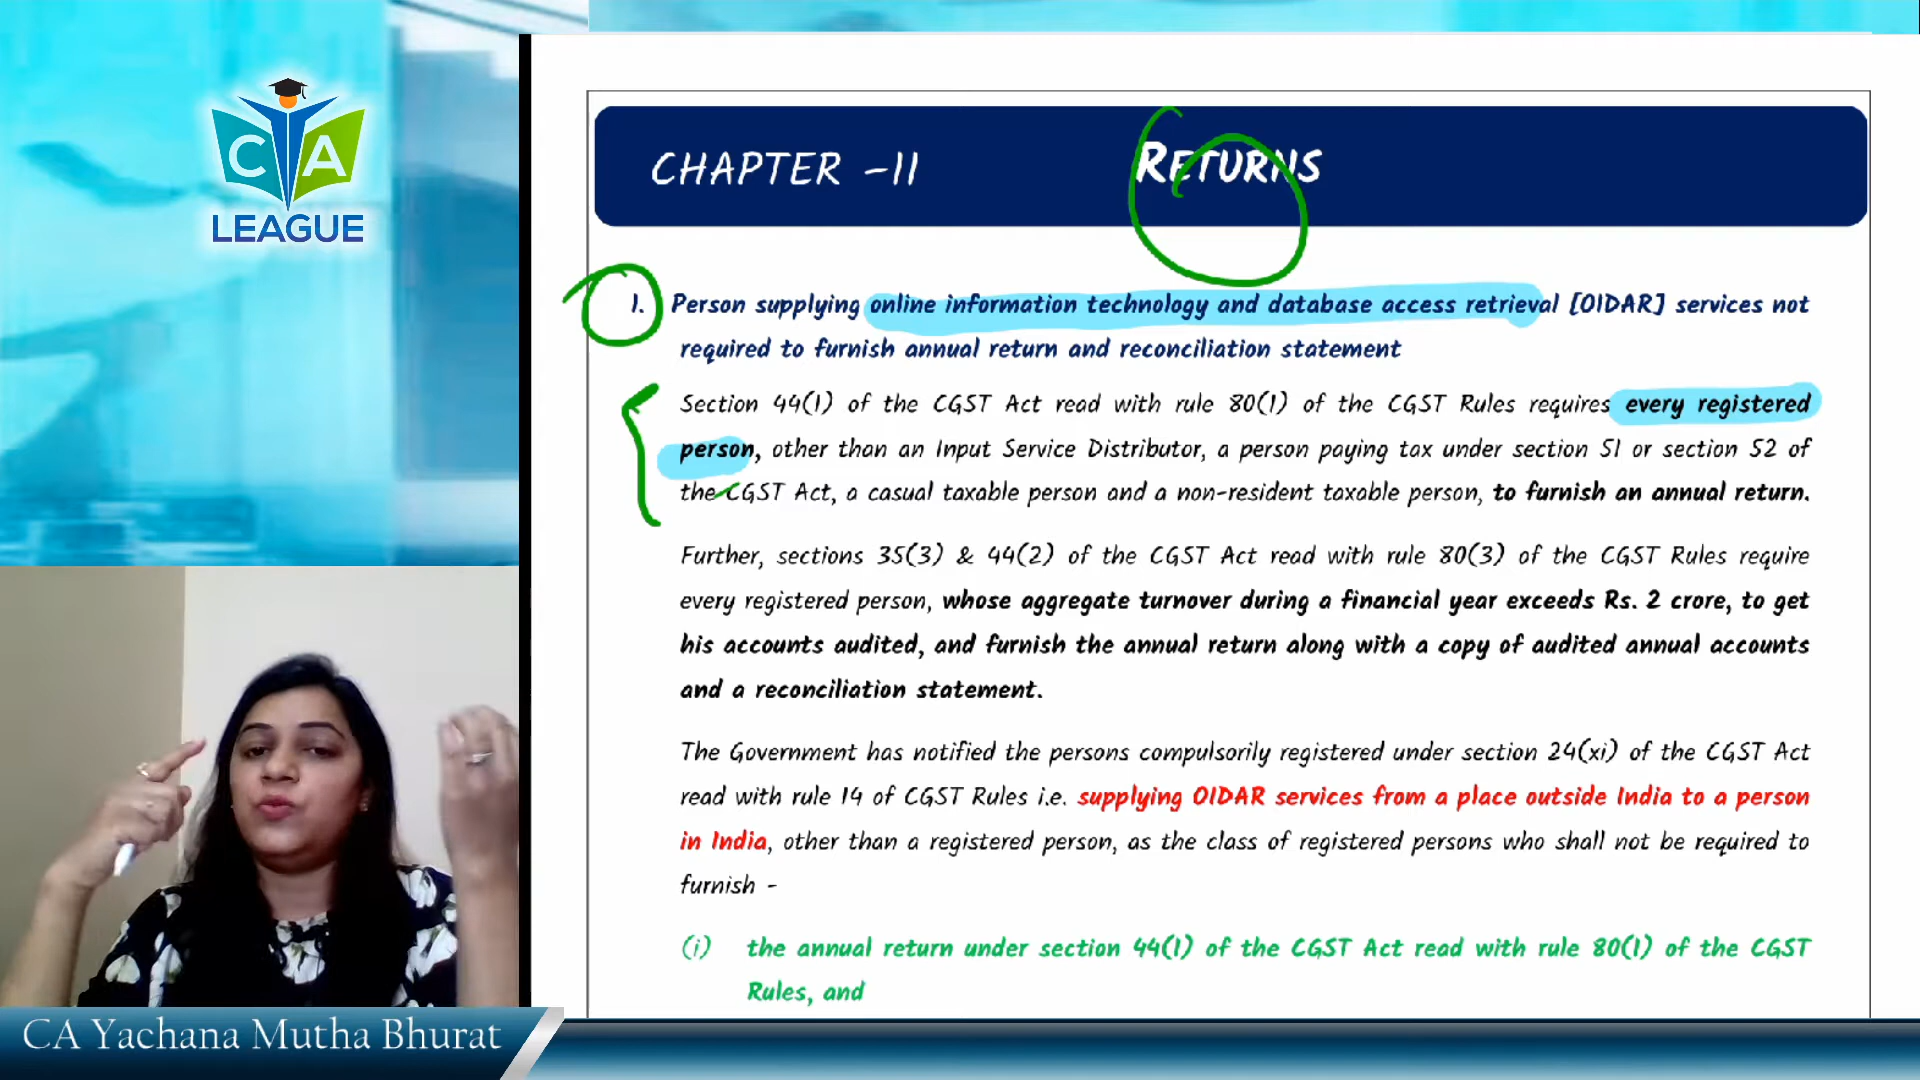 C A
LEAGUE
CHAPTER –11 RETURNS
1. Person supplying online information technology and database access retrieval [OIDAR] services not
required to furnish annual return and reconciliation statement
Section 44(1) of the CGST Act read with rule 80(1) of the CGST Rules requires every registered
person, other than an Input Service Distributor, a person paying tax under section 51 or section 52 of
the CGST Act, a casual taxable person and a non-resident taxable person, to furnish an annual return.
Further, sections 35(3) & 44(2) of the CGST Act read with rule 80(3) of the CGST Rules require
every registered person, whose aggregate turnover during a financial year exceeds Rs. 2 crore, to get
his accounts audited, and furnish the annual return along with a copy of audited annual accounts
and a reconciliation statement.
The Government has notified the persons compulsorily registered under section 24(xi) of the CGST Act
read with rule 14 of CGST Rules i.e. supplying OIDAR services from a place outside India to a person
in India, other than a registered person, as the class of registered persons who shall not be required to
furnish -
(i) the annual return under section 44(1) of the CGST Act read with rule 80(1) of the CGST
Rules, and
CA Yachana Mutha Bhurat